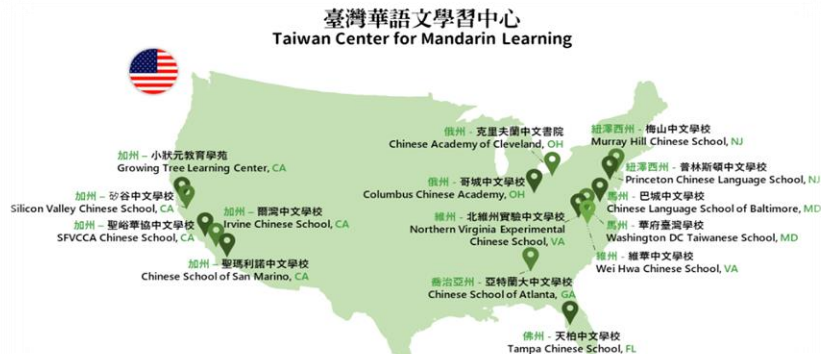 臺灣華語文學習中心
Taiwan Center for Mandarin Learning
加州 – 小狀元教育學苑
Growing Tree Learning Center, CA
加州 – 矽谷中文學校
Silicon Valley Chinese School, CA
加州 – 聖峪華協中文學校
SFVCCA Chinese School, CA
加州 – 爾灣中文學校
Irvine Chinese School, CA
加州 – 聖瑪利諾中文學校
Chinese School of San Marino, CA
俄州 - 克里夫蘭中文書院
Chinese Academy of Cleveland, OH
俄州 - 哥城中文學校
Columbus Chinese Academy, OH
維州 - 北維州實驗中文學校
Northern Virginia Experimental
Chinese School, VA
喬治亞州 - 亞特蘭大中文學校
Chinese School of Atlanta, GA
佛州 - 天柏中文學校
Tampa Chinese School, FL
紐澤西州 - 梅山中文學校
Murray Hill Chinese School, NJ
紐澤西州 - 普林斯頓中文學校
Princeton Chinese Language School, NJ
馬州 - 巴城中文學校
Chinese Language School of Baltimore, MD
馬州 - 華府臺灣學校
Washington DC Taiwanese School, MD
維州 - 維華中文學校
Wei Hwa Chinese School, VA